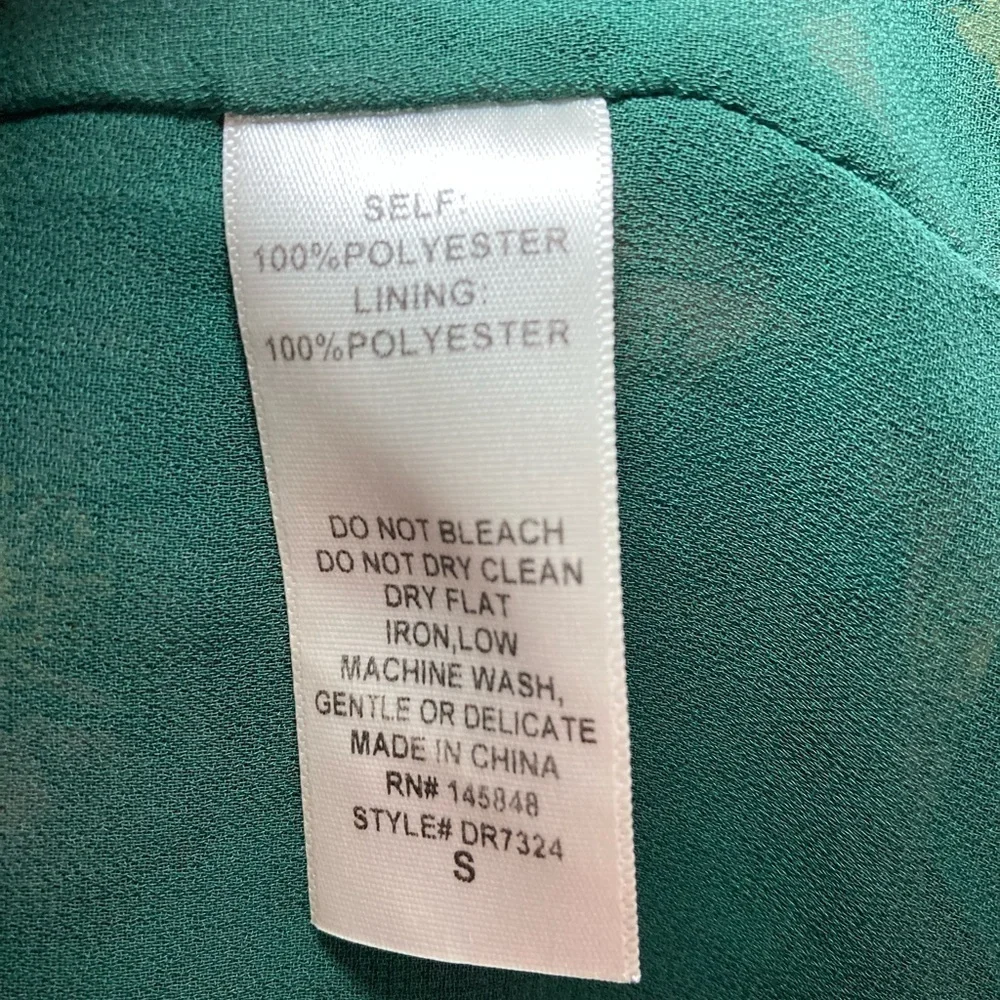 SELF:
100%POLYESTER
LINING:
100%POLYESTER
DO NOT BLEACH
DO NOT DRY CLEAN
DRY FLAT
IRON,LOW
MACHINE WASH,
GENTLE OR DELICATE
MADE IN CHINA
RN# 145848
STYLE# DR7324
S